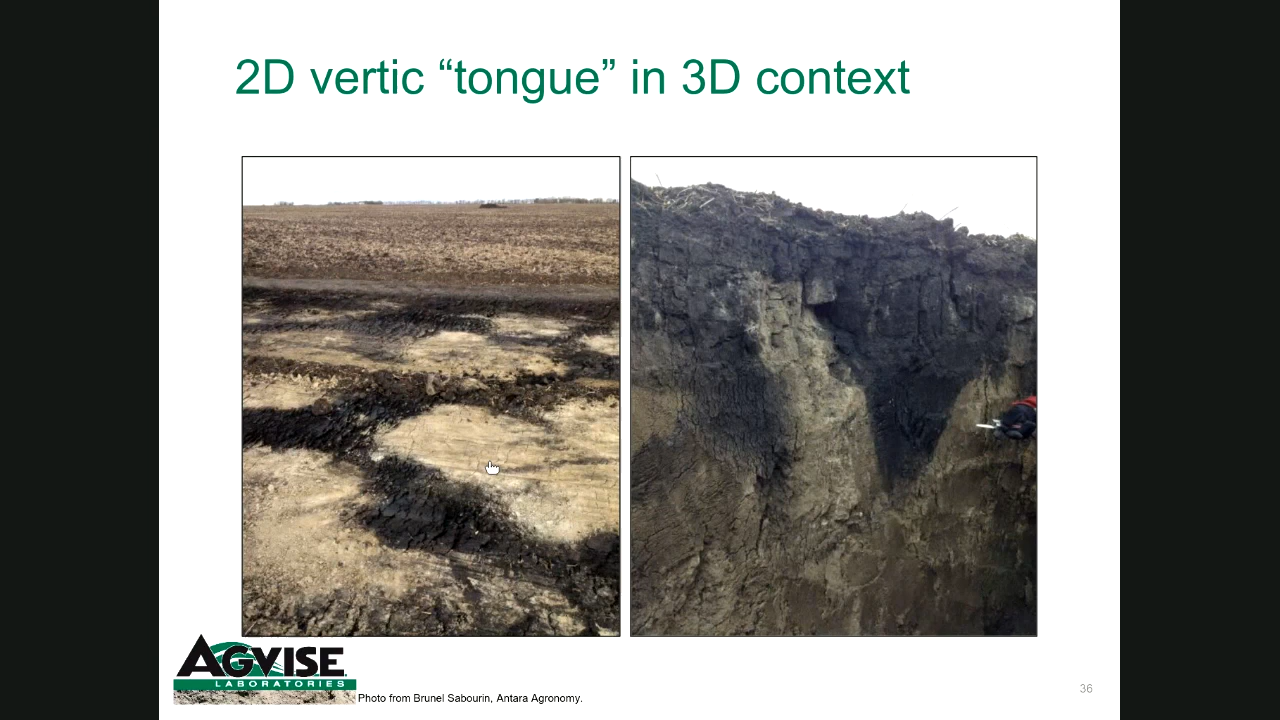 2D vertic “tongue” in 3D context
AGVISE
LABORATORIES
Photo from Brunel Sabourin, Antara Agronomy.
36